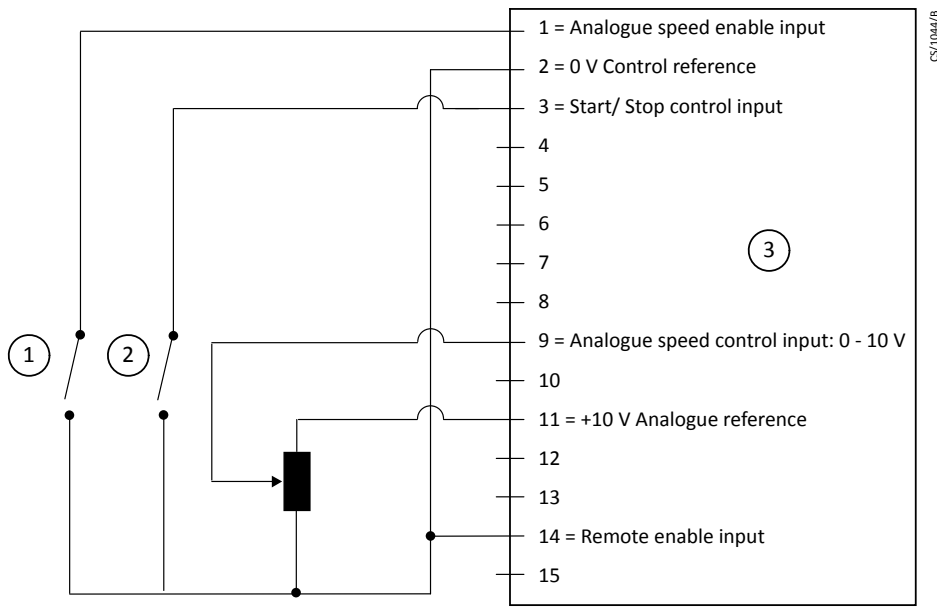 1 = Analogue speed enable input
2 = 0 V Control reference
3 = Start/ Stop control input
4
5
6
7
8
9 = Analogue speed control input: 0 - 10 V
10
11 = +10 V Analogue reference
12
13
14 = Remote enable input
15
1
2
3
CS/1044/B